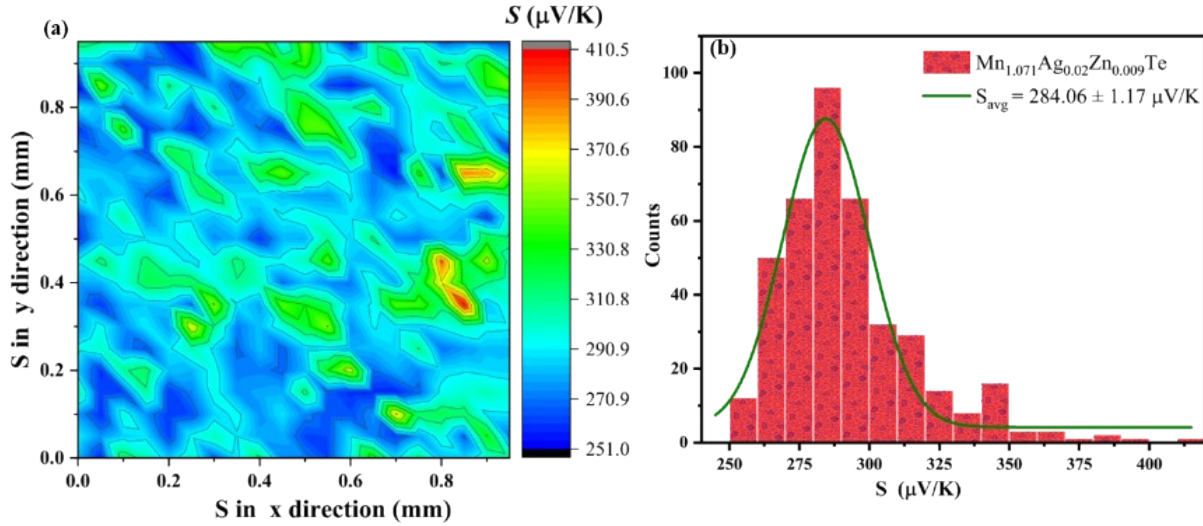 (a)
S (μV/K)
410.5
390.6
370.6
350.7
330.8
310.8
290.9
270.9
251.0
S in y direction (mm)
0.8
0.6
0.4
0.2
0.0
0.0 0.2 0.4 0.6 0.8
S in x direction (mm)
(b)
Mn1.071Ag0.02Zn0.009Te
Savg = 284.06 ± 1.17 μV/K
Counts
100
80
60
40
20
0
250 275 300 325 350 375 400
S (μV/K)